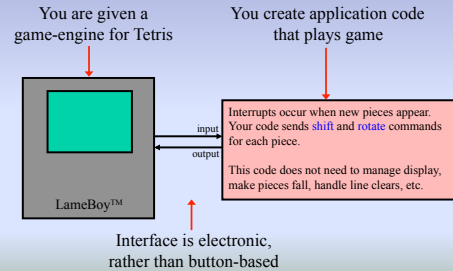 You are given a
game-engine for Tetris
You create application code
that plays game
input
output
LameBoy™
Interrupts occur when new pieces appear.
Your code sends shift and rotate commands
for each piece.
This code does not need to manage display,
make pieces fall, handle line clears, etc.
Interface is electronic,
rather than button-based